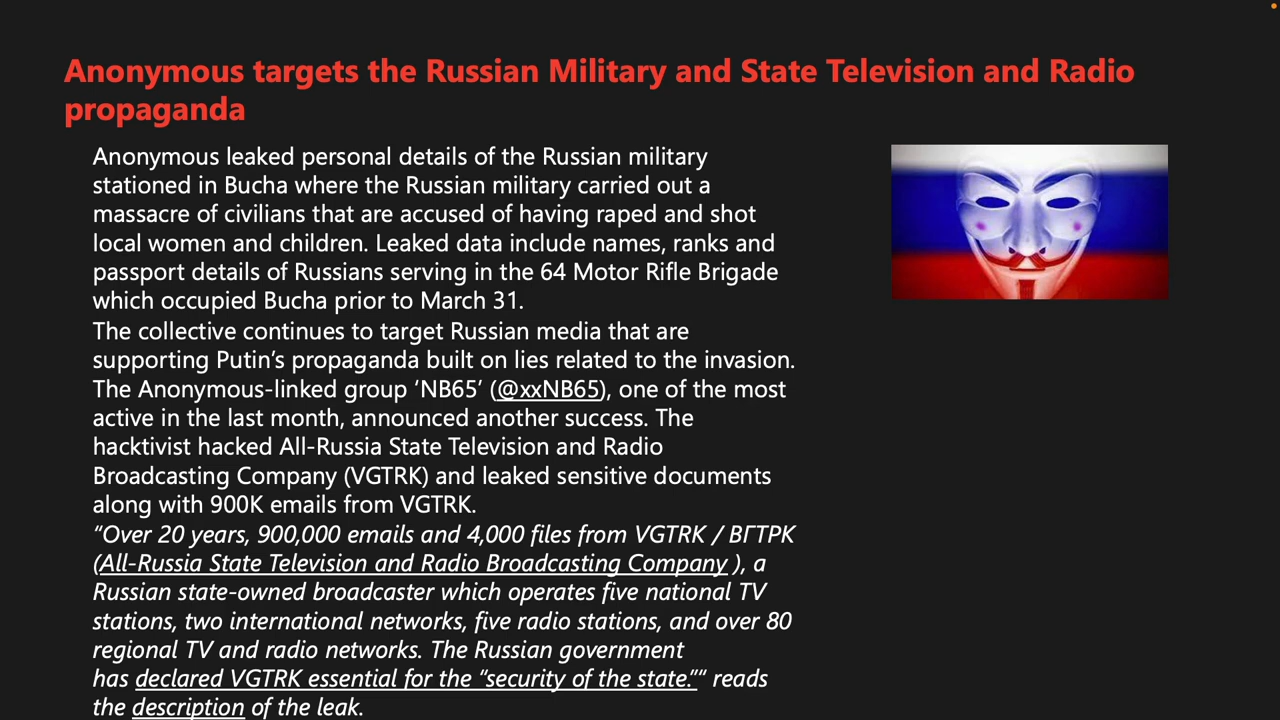 Anonymous targets the Russian Military and State Television and Radio
propaganda
Anonymous leaked personal details of the Russian military
stationed in Bucha where the Russian military carried out a
massacre of civilians that are accused of having raped and shot
local women and children. Leaked data include names, ranks and
passport details of Russians serving in the 64 Motor Rifle Brigade
which occupied Bucha prior to March 31.
The collective continues to target Russian media that are
supporting Putin’s propaganda built on lies related to the invasion.
The Anonymous-linked group ‘NB65’ (@xxNB65), one of the most
active in the last month, announced another success. The
hacktivist hacked All-Russia State Television and Radio
Broadcasting Company (VGTRK) and leaked sensitive documents
along with 900K emails from VGTRK.
“Over 20 years, 900,000 emails and 4,000 files from VGTRK / ВГТРК
(All-Russia State Television and Radio Broadcasting Company ), a
Russian state-owned broadcaster which operates five national TV
stations, two international networks, five radio stations, and over 80
regional TV and radio networks. The Russian government
has declared VGTRK essential for the “security of the state.”“ reads
the description of the leak.